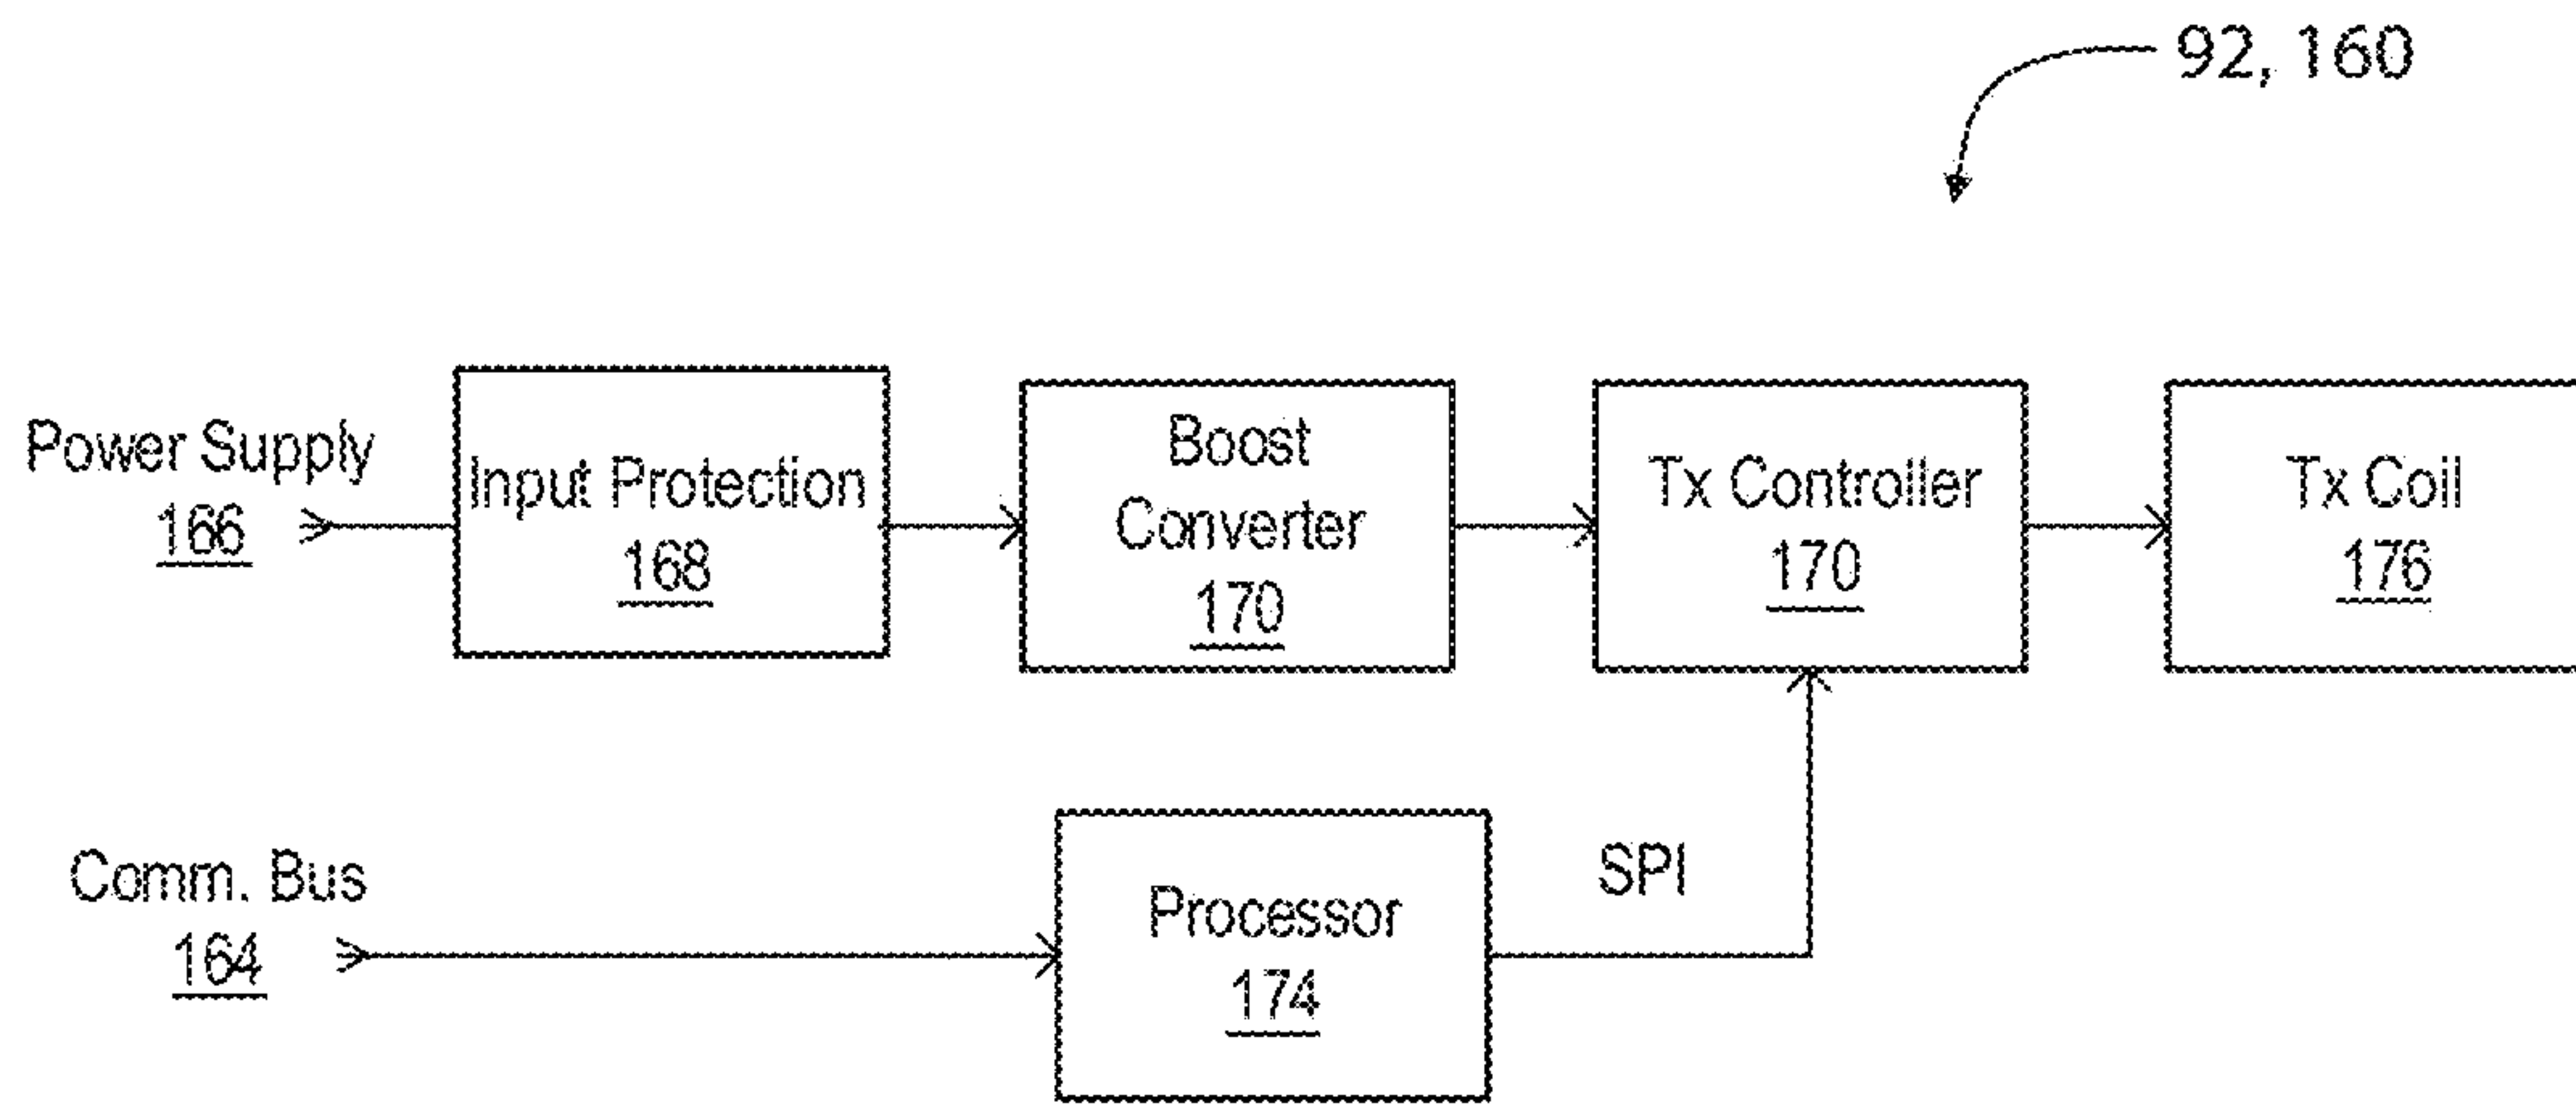 92, 160
Power Supply
166
Input Protection
168
Boost
Converter
170
Tx Controller
170
Tx Coil
176
Comm. Bus
164
Processor
174
SPI